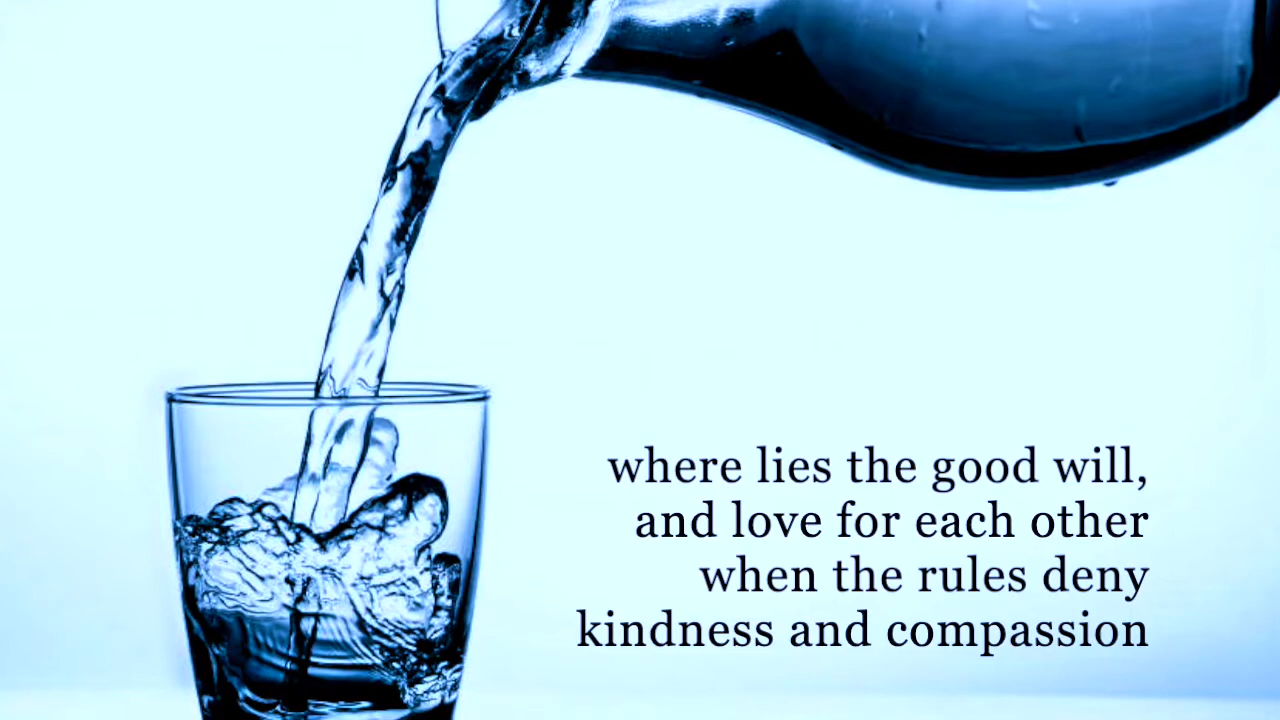 where lies the good will,
and love for each other
when the rules deny
kindness and compassion